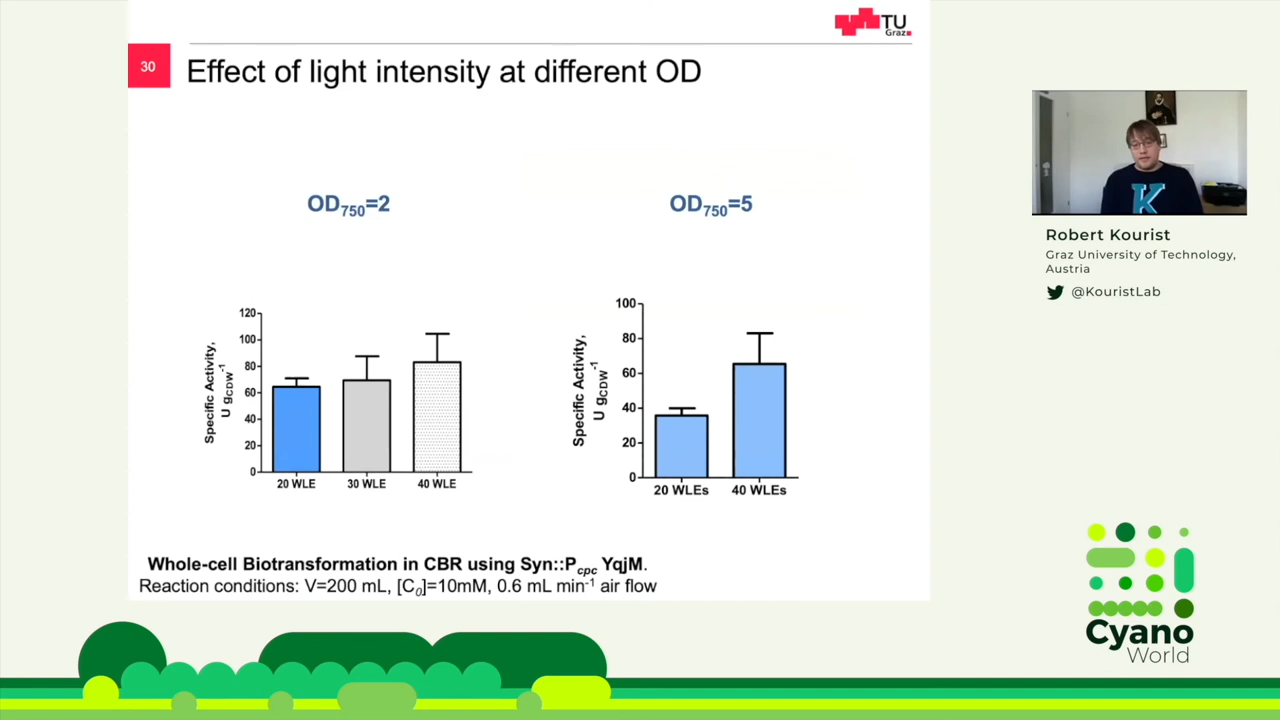 TU
Graz
30
Effect of light intensity at different OD
OD750=2
OD750=5
Specific Activity,
U gCDW-1
120
100
80
60
40
20
0
20 WLE 30 WLE 40 WLE
Specific Activity,
U gCDW-1
100
80
60
40
20
0
20 WLEs 40 WLEs
Whole-cell Biotransformation in CBR using Syn::Pcpc YqjM.
Reaction conditions: V=200 mL, [C0]=10mM, 0.6 mL min-1 air flow
K
Robert Kourist
Graz University of Technology,
Austria
@KouristLab
Cyano
World